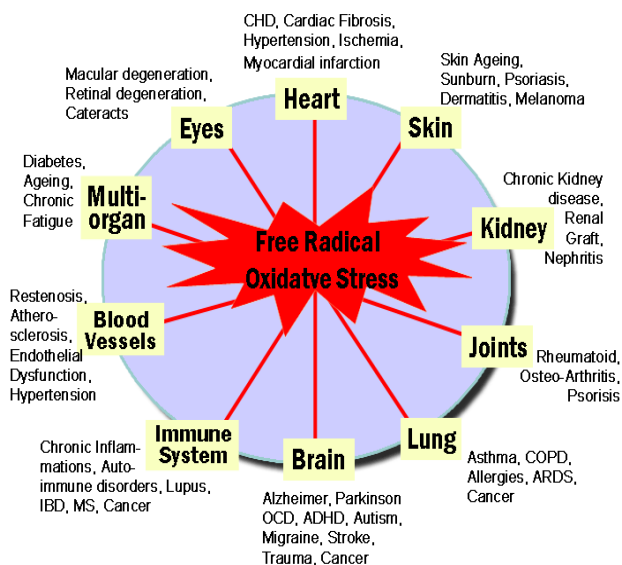 CHD, Cardiac Fibrosis,
Hypertension, Ischemia,
Myocardial infarction
Heart
Skin Ageing,
Sunburn, Psoriasis,
Dermatitis, Melanoma
Skin
Macular degeneration,
Retinal degeneration,
Cateracts
Eyes
Diabetes,
Ageing,
Chronic
Fatigue
Multi-
organ
Chronic Kidney
disease,
Renal
Graft,
Nephritis
Kidney
Free Radical
Oxidatve Stress
Restenosis,
Athero-
sclerosis,
Endothelial
Dysfunction,
Hypertension
Blood
Vessels
Joints
Rheumatoid,
Osteo-Arthritis,
Psorisis
Immune
System
Chronic Inflam-
mations, Auto-
immune disorders, Lupus,
IBD, MS, Cancer
Brain
Alzheimer, Parkinson
OCD, ADHD, Autism,
Migraine, Stroke,
Trauma, Cancer
Lung
Asthma, COPD,
Allergies, ARDS,
Cancer